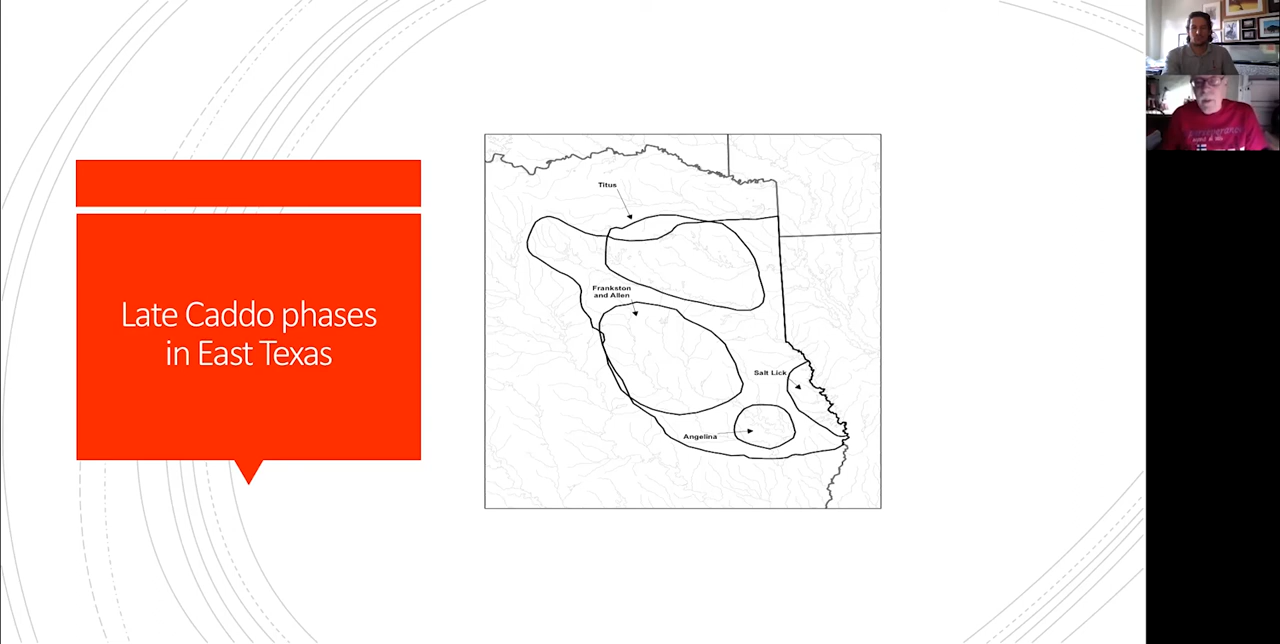 Late Caddo phases
in East Texas
Titus
Frankston
and Allen
Salt Lick
Angelina